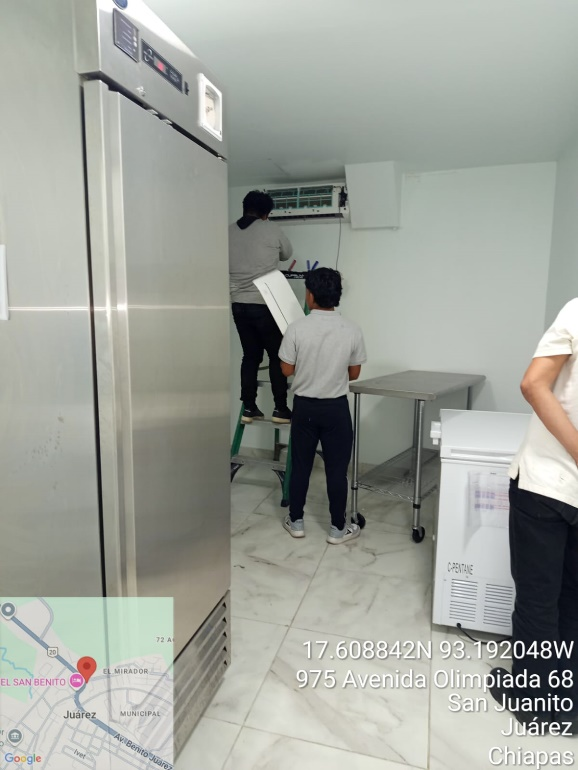 C-PENTANE
17.608842N 93.192048W
975 Avenida Olimpiada 68
San Juanito
Juárez
Chiapas
20
EL MIRADOR
EL SAN BENITO
Juárez
MUNICIPAL
Av. Benito Juárez
Google